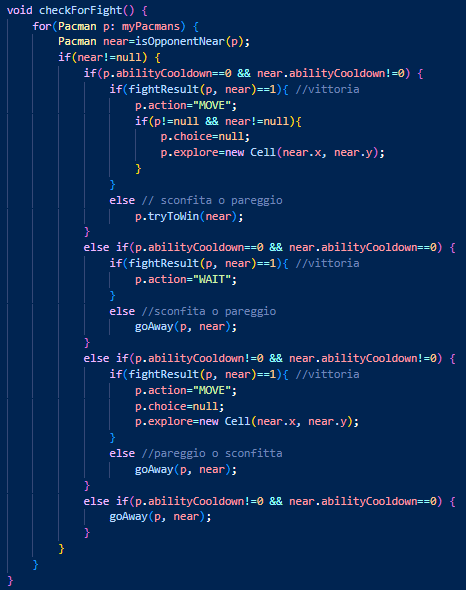 void checkForFight() {
for(Pacman p: myPacmans) {
Pacman near=isOpponentNear(p);
if(near!=null) {
if(p.abilityCooldown==0 && near.abilityCooldown!=0) {
if(fightResult(p, near)==1){ //vittoria
p.action="MOVE";
if(p!=null && near!=null){
p.choice=null;
p.explore=new Cell(near.x, near.y);
}
}
else // sconfita o pareggio
p.tryToWin(near);
}
else if(p.abilityCooldown==0 && near.abilityCooldown==0) {
if(fightResult(p, near)==1){ //vittoria
p.action="WAIT";
}
else //sconfita o pareggio
goAway(p, near);
}
else if(p.abilityCooldown!=0 && near.abilityCooldown!=0) {
if(fightResult(p, near)==1){ //vittoria
p.action="MOVE";
p.choice=null;
p.explore=new Cell(near.x, near.y);
}
else //pareggio o sconfitta
goAway(p, near);
}
else if(p.abilityCooldown!=0 && near.abilityCooldown==0) {
goAway(p, near);
}
}
}
}